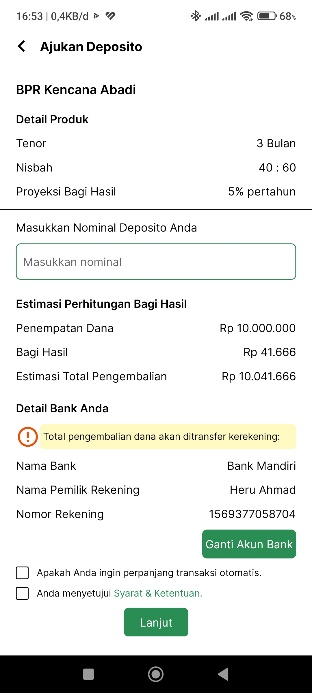 16:53 | 0,4KB/d
68%
Ajukan Deposito
BPR Kencana Abadi
Detail Produk
Tenor 3 Bulan
Nisbah 40 : 60
Proyeksi Bagi Hasil 5% pertahun
Masukkan Nominal Deposito Anda
Masukkan nominal
Estimasi Perhitungan Bagi Hasil
Penempatan Dana Rp 10.000.000
Bagi Hasil Rp 41.666
Estimasi Total Pengembalian Rp 10.041.666
Detail Bank Anda
Total pengembalian dana akan ditransfer kerekening:
Nama Bank Bank Mandiri
Nama Pemilik Rekening Heru Ahmad
Nomor Rekening 1569377058704
Ganti Akun Bank
Apakah Anda ingin perpanjang transaksi otomatis.
Anda menyetujui Syarat & Ketentuan.
Lanjut